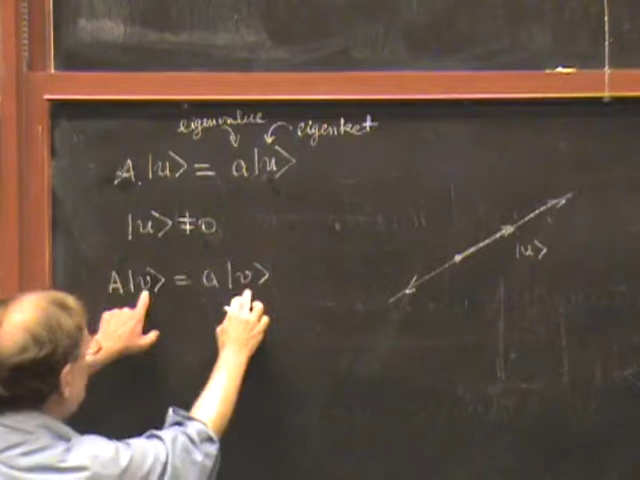 eigenvalue eigenket
A|u⟩ = a|u⟩
|u⟩ ≠ 0
A|v⟩ = a|v⟩
|u⟩